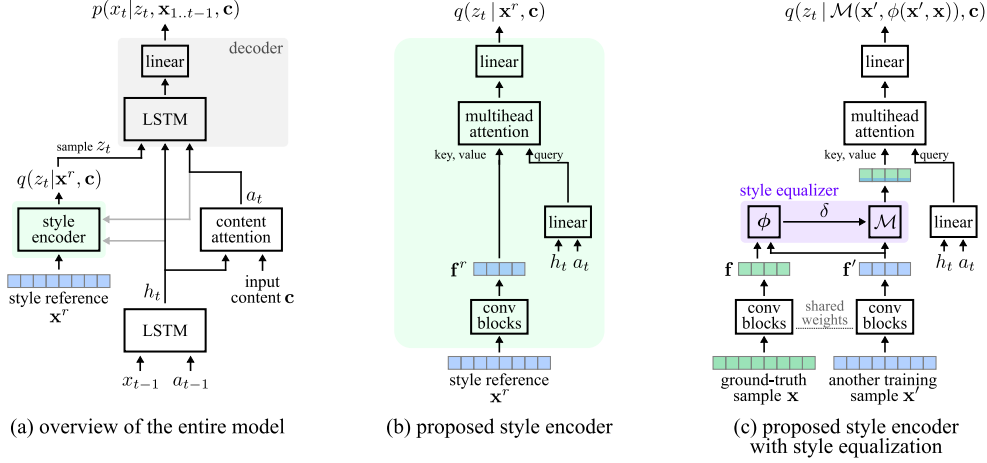 p(x_t|z_t, x_{1..t−1}, c)
decoder
linear
LSTM
sample z_t
q(z_t|x^r, c)
a_t
style
encoder
content
attention
style reference
x^r
h_t
input
content c
LSTM
x_{t−1}
a_{t−1}
(a) overview of the entire model
q(z_t | x^r, c)
linear
multihead
attention
key, value
query
linear
h_t
a_t
f^r
conv
blocks
style reference
x^r
(b) proposed style encoder
q(z_t | M(x′, ϕ(x′, x)), c)
linear
multihead
attention
key, value
query
style equalizer
ϕ
δ
M
linear
h_t
a_t
f
f′
conv
blocks
shared
weights
conv
blocks
ground-truth
sample x
another training
sample x′
(c) proposed style encoder
with style equalization